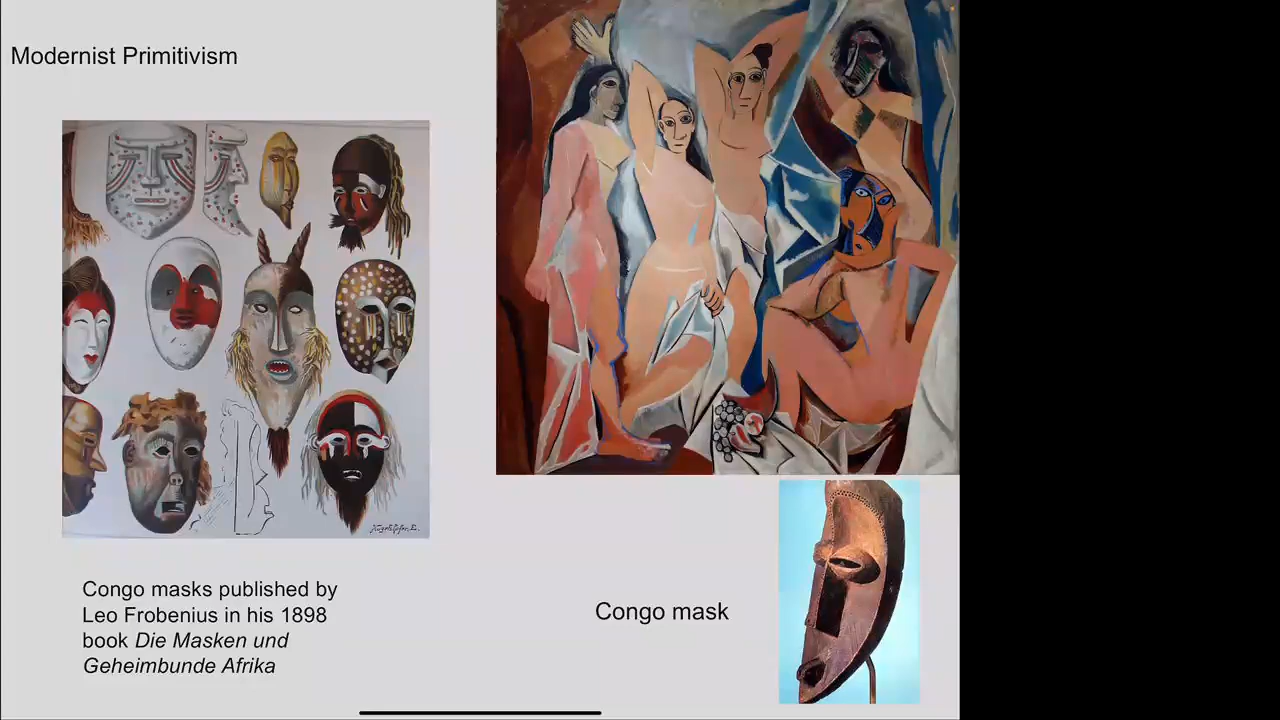 Modernist Primitivism
Congo masks published by
Leo Frobenius in his 1898
book Die Masken und
Geheimbunde Afrika
Congo mask